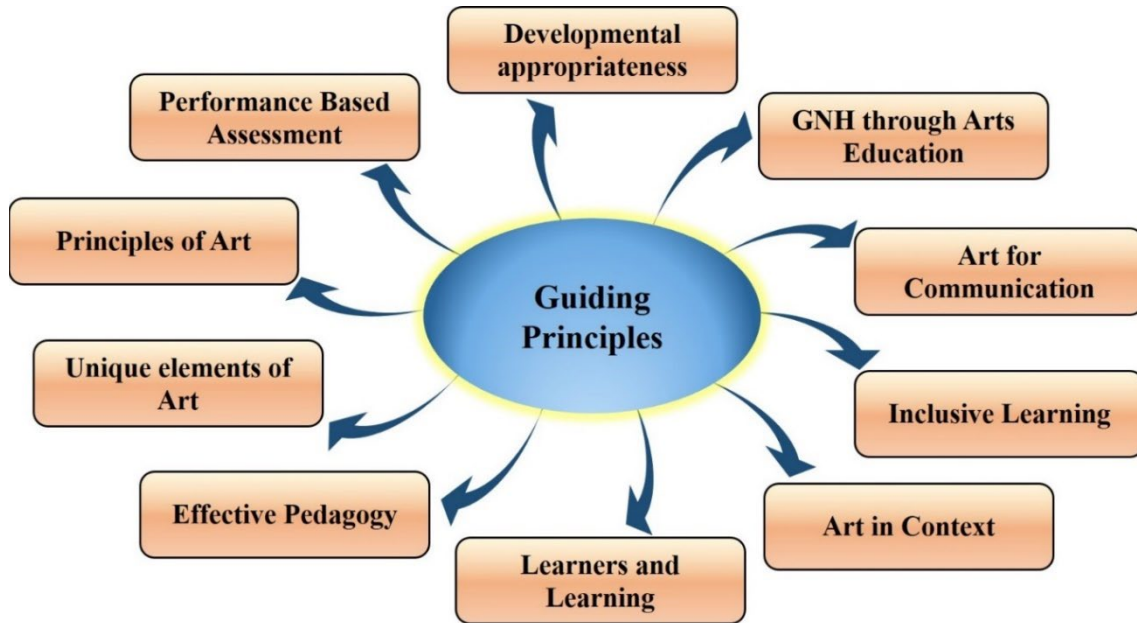 Developmental
appropriateness
Performance Based
Assessment
GNH through Arts
Education
Principles of Art
Art for
Communication
Guiding
Principles
Unique elements of
Art
Inclusive Learning
Effective Pedagogy
Art in Context
Learners and
Learning